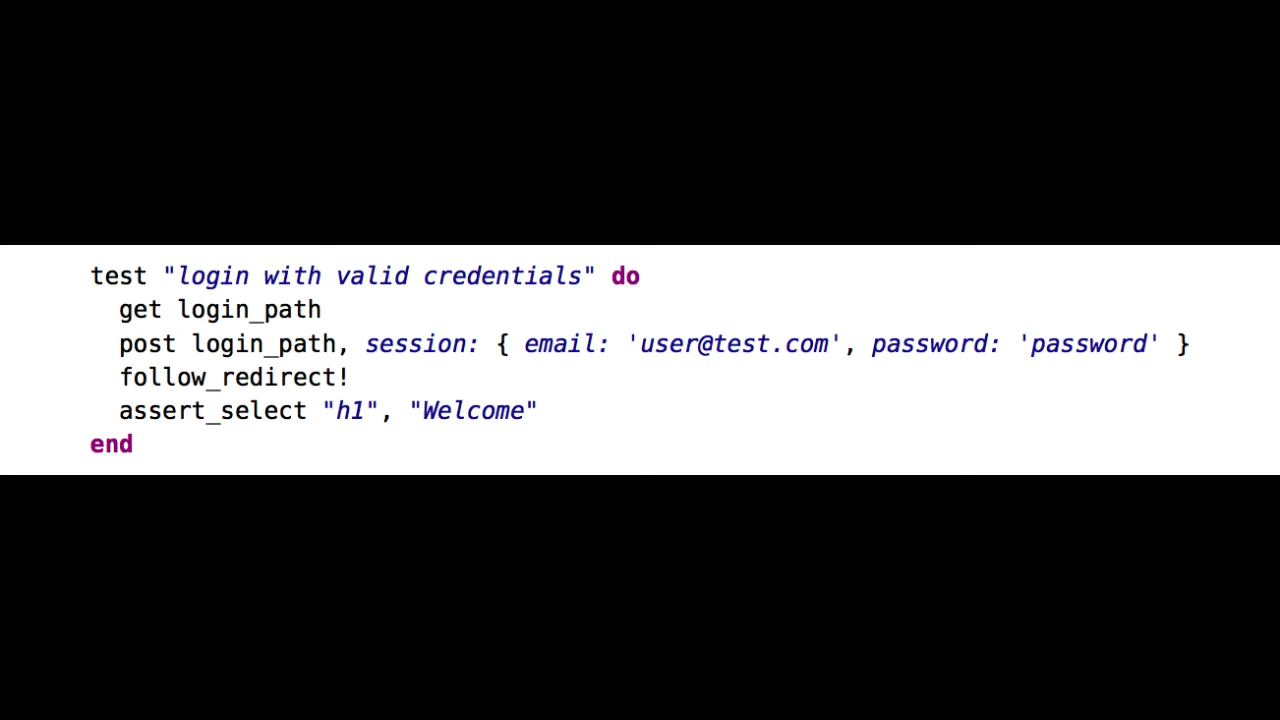 test "login with valid credentials" do
get login_path
post login_path, session: { email: 'user@test.com', password: 'password' }
follow_redirect!
assert_select "h1", "Welcome"
end